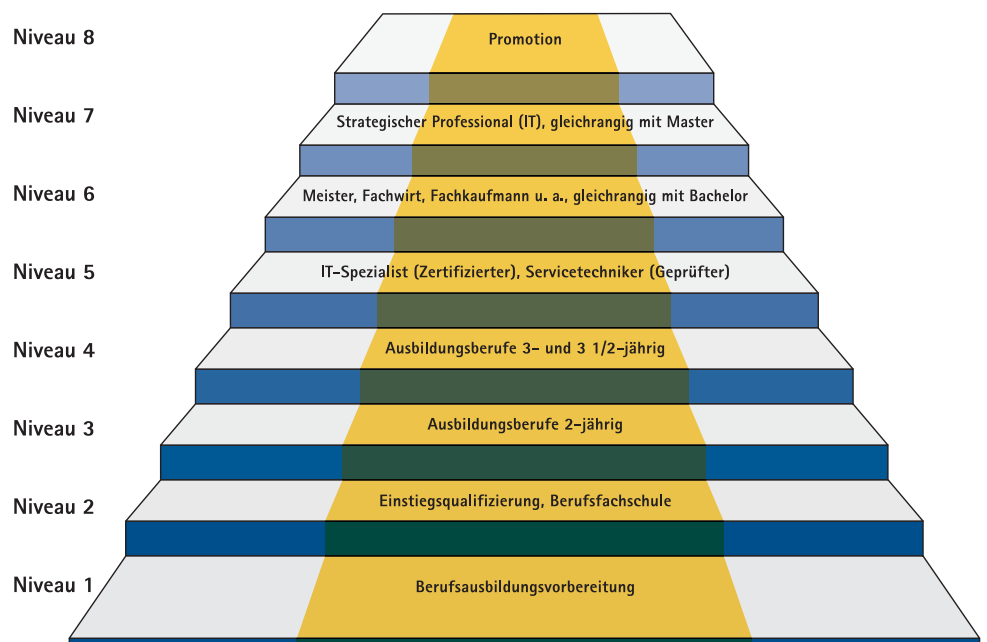 Niveau 8
Promotion
Niveau 7
Strategischer Professional (IT), gleichrangig mit Master
Niveau 6
Meister, Fachwirt, Fachkaufmann u. a., gleichrangig mit Bachelor
Niveau 5
IT-Spezialist (Zertifizierter), Servicetechniker (Geprüfter)
Niveau 4
Ausbildungsberufe 3- und 3 1/2-jährig
Niveau 3
Ausbildungsberufe 2-jährig
Niveau 2
Einstiegsqualifizierung, Berufsfachschule
Niveau 1
Berufsausbildungsvorbereitung